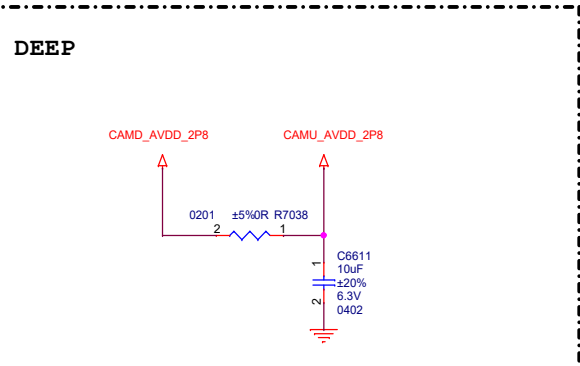 DEEP
CAMD_AVDD_2P8 CAMU_AVDD_2P8
0201 ±5%0R R7038
2 1
1
C6611
10uF
±20%
6.3V
2
0402